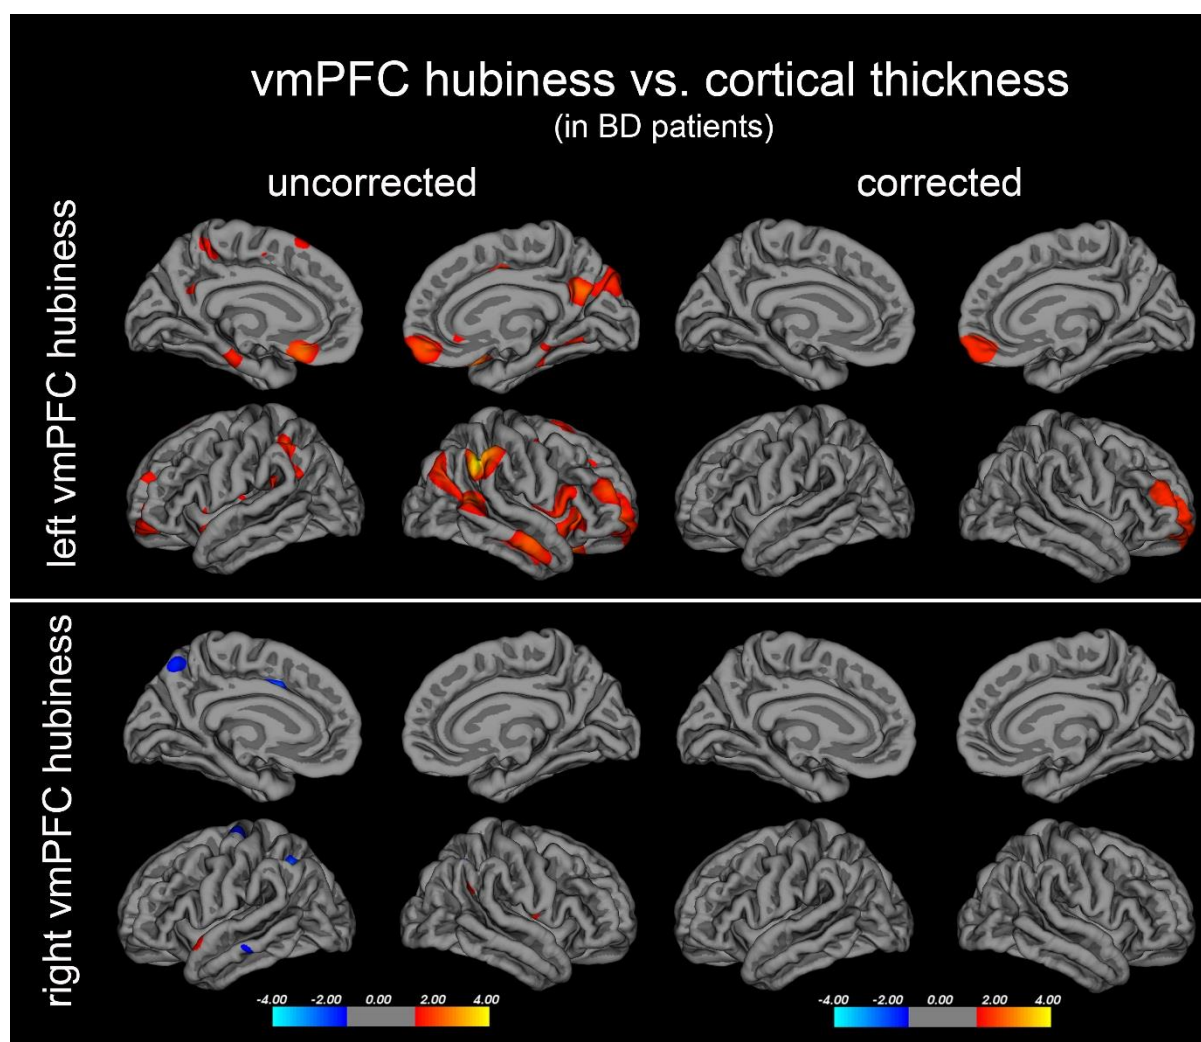 vmPFC hubiness vs. cortical thickness
(in BD patients)
uncorrected
corrected
left vmPFC hubiness
right vmPFC hubiness
-4.00 -2.00 0.00 2.00 4.00
-4.00 -2.00 0.00 2.00 4.00